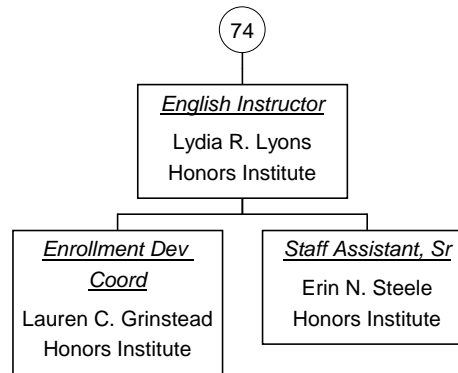 74
English Instructor
Lydia R. Lyons
Honors Institute
Enrollment Dev
Coord
Lauren C. Grinstead
Honors Institute
Staff Assistant, Sr
Erin N. Steele
Honors Institute